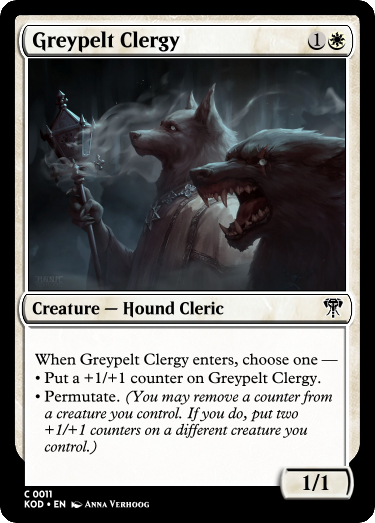 Greypelt Clergy 1
Creature — Hound Cleric
When Greypelt Clergy enters, choose one —
• Put a +1/+1 counter on Greypelt Clergy.
• Permutate. (You may remove a counter from
a creature you control. If you do, put two
+1/+1 counters on a different creature you
control.)
1/1
C 0011
KOD • EN Anna Verhoog